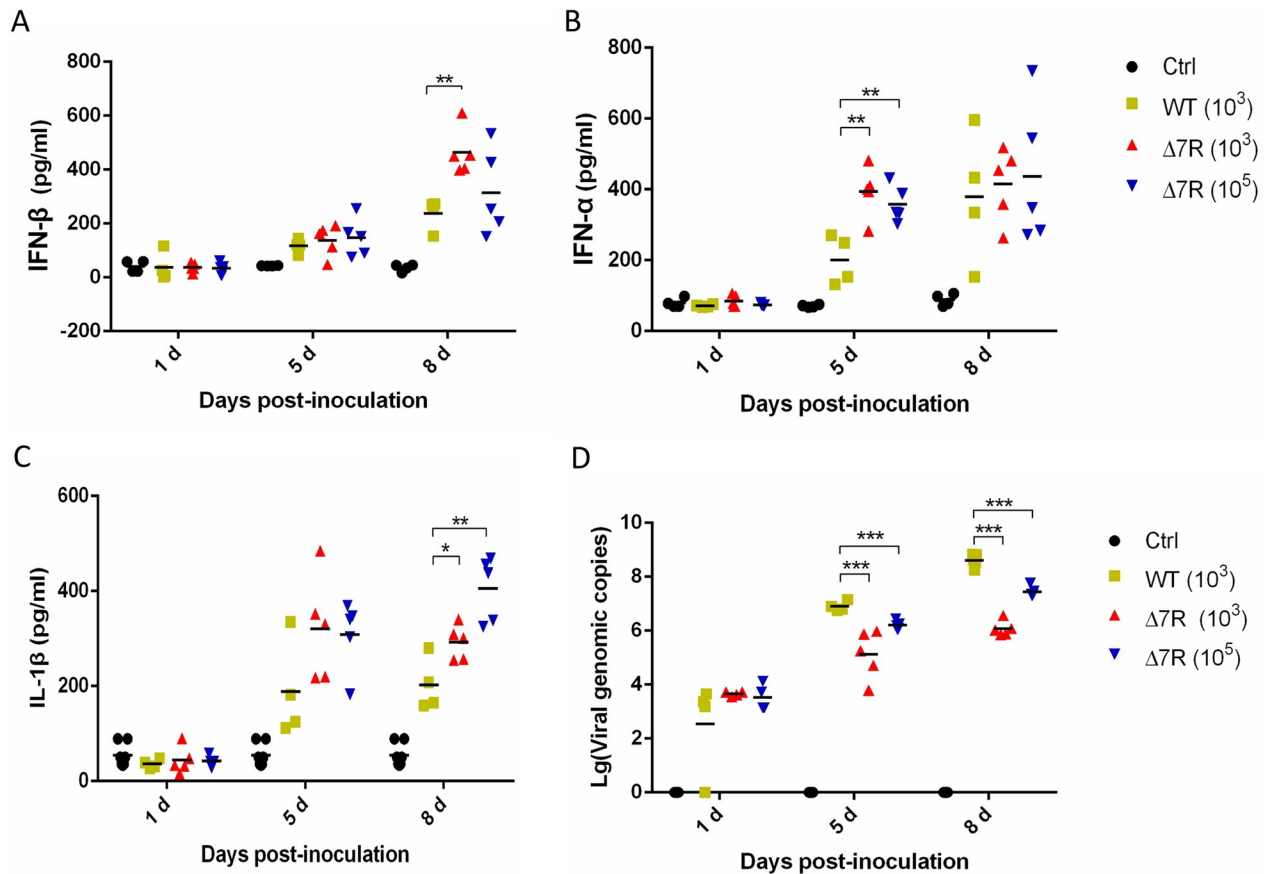 A
800
600
400
200
0
-200
IFN-β (pg/ml)
**
1 d
5 d
8 d
Days post-inoculation
B
800
600
400
200
0
IFN-α (pg/ml)
**
**
1 d
5 d
8 d
Days post-inoculation
Ctrl
WT (10³)
Δ7R (10³)
Δ7R (10⁵)
C
600
400
200
0
IL-1β (pg/ml)
**
*
1 d
5 d
8 d
Days post-inoculation
D
10
8
6
4
2
0
Lg(Viral genomic copies)
***
***
***
***
1 d
5 d
8 d
Days post-inoculation
Ctrl
WT (10³)
Δ7R (10³)
Δ7R (10⁵)